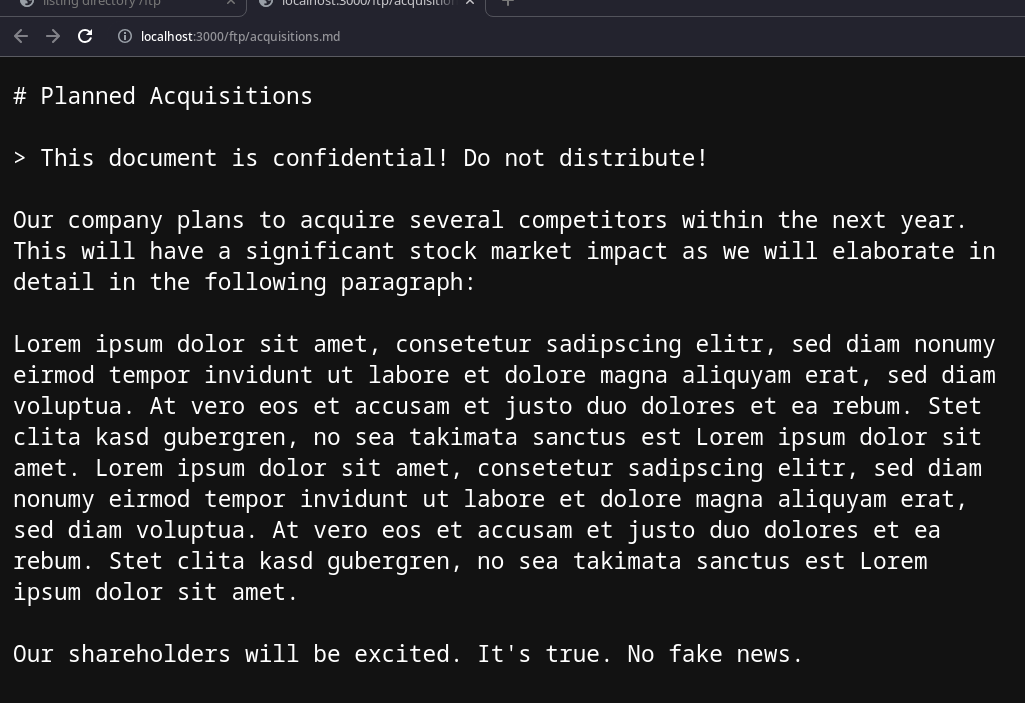 listing directory /ftp
localhost:3000/ftp/acquisition
localhost:3000/ftp/acquisitions.md
# Planned Acquisitions
> This document is confidential! Do not distribute!
Our company plans to acquire several competitors within the next year.
This will have a significant stock market impact as we will elaborate in
detail in the following paragraph:
Lorem ipsum dolor sit amet, consetetur sadipscing elitr, sed diam nonumy
eirmod tempor invidunt ut labore et dolore magna aliquyam erat, sed diam
voluptua. At vero eos et accusam et justo duo dolores et ea rebum. Stet
clita kasd gubergren, no sea takimata sanctus est Lorem ipsum dolor sit
amet. Lorem ipsum dolor sit amet, consetetur sadipscing elitr, sed diam
nonumy eirmod tempor invidunt ut labore et dolore magna aliquyam erat,
sed diam voluptua. At vero eos et accusam et justo duo dolores et ea
rebum. Stet clita kasd gubergren, no sea takimata sanctus est Lorem
ipsum dolor sit amet.
Our shareholders will be excited. It's true. No fake news.